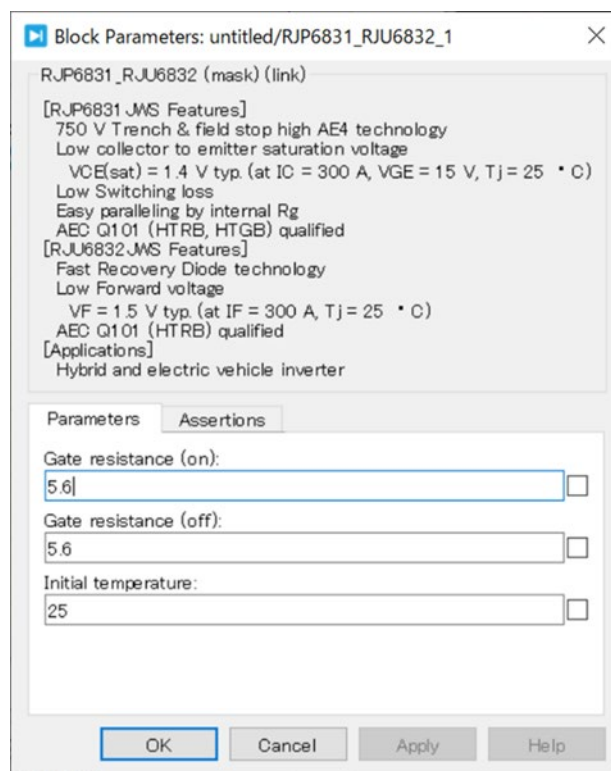 Block Parameters: untitled/RJP6831_RJU6832_1
RJP6831_RJU6832 (mask) (link)
[RJP6831JWS Features]
750 V Trench & field stop high AE4 technology
Low collector to emitter saturation voltage
VCE(sat) = 1.4 V typ. (at IC = 300 A, VGE = 15 V, Tj = 25 ・C)
Low Switching loss
Easy paralleling by internal Rg
AEC Q101 (HTRB, HTGB) qualified
[RJU6832JWS Features]
Fast Recovery Diode technology
Low Forward voltage
VF = 1.5 V typ. (at IF = 300 A, Tj = 25 ・C)
AEC Q101 (HTRB) qualified
[Applications]
Hybrid and electric vehicle inverter
Parameters Assertions
Gate resistance (on):
5.6
Gate resistance (off):
5.6
Initial temperature:
25
OK Cancel Apply Help